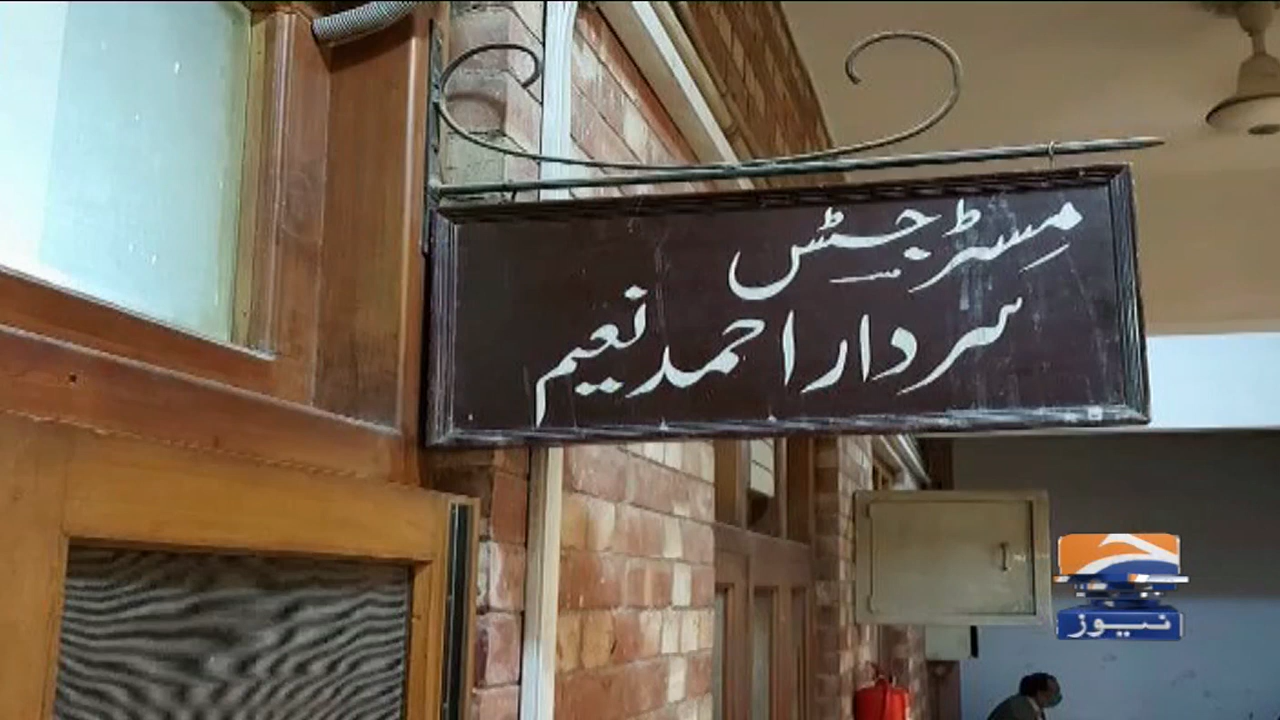 مسٹر جسٹس
سردار احمد نعیم
نیوز